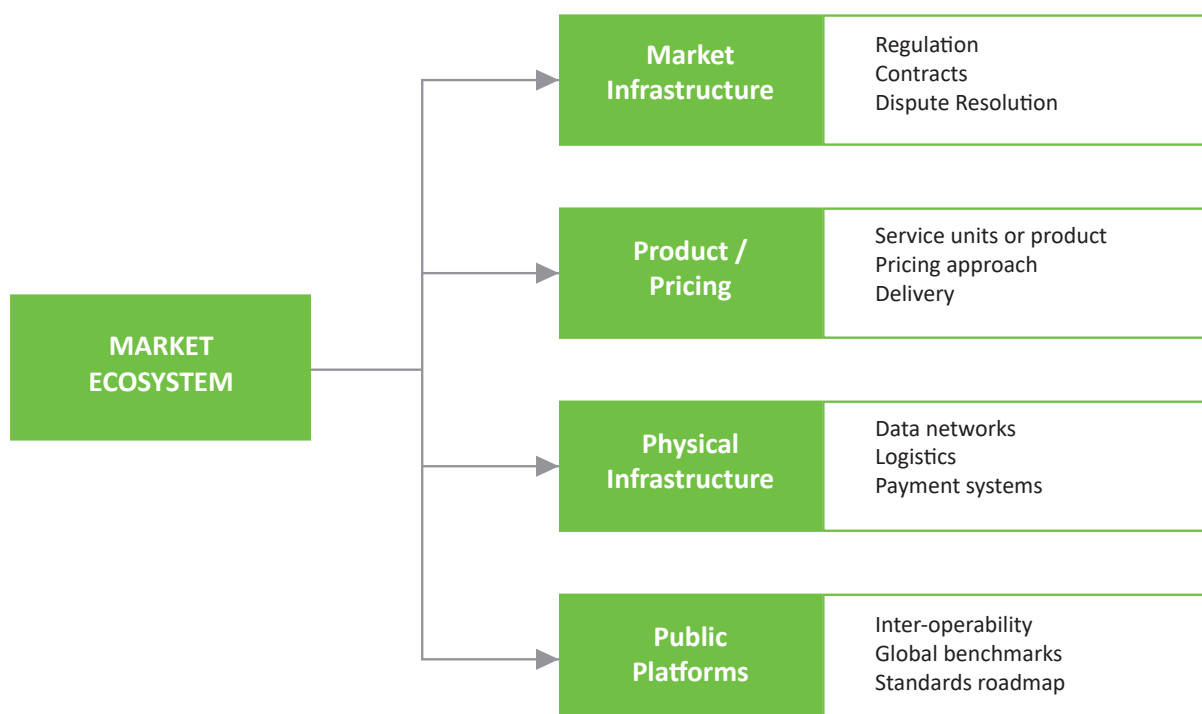 MARKET
ECOSYSTEM
Market
Infrastructure
Regulation
Contracts
Dispute Resolution
Product /
Pricing
Service units or product
Pricing approach
Delivery
Physical
Infrastructure
Data networks
Logistics
Payment systems
Public
Platforms
Inter-operability
Global benchmarks
Standards roadmap